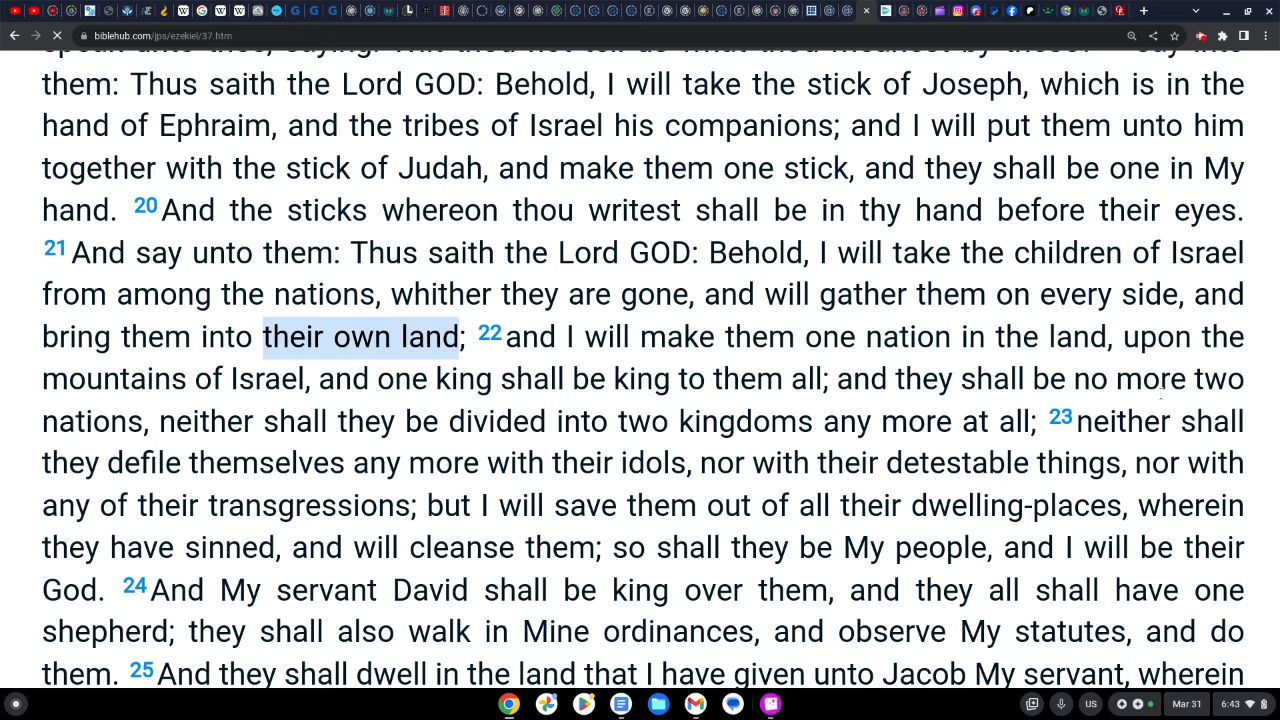 biblehub.com/jps/ezekiel/37.htm
them: Thus saith the Lord GOD: Behold, I will take the stick of Joseph, which is in the
hand of Ephraim, and the tribes of Israel his companions; and I will put them unto him
together with the stick of Judah, and make them one stick, and they shall be one in My
hand. 20 And the sticks whereon thou writest shall be in thy hand before their eyes.
21 And say unto them: Thus saith the Lord GOD: Behold, I will take the children of Israel
from among the nations, whither they are gone, and will gather them on every side, and
bring them into their own land; 22 and I will make them one nation in the land, upon the
mountains of Israel, and one king shall be king to them all; and they shall be no more two
nations, neither shall they be divided into two kingdoms any more at all; 23 neither shall
they defile themselves any more with their idols, nor with their detestable things, nor with
any of their transgressions; but I will save them out of all their dwelling-places, wherein
they have sinned, and will cleanse them; so shall they be My people, and I will be their
God. 24 And My servant David shall be king over them, and they all shall have one
shepherd; they shall also walk in Mine ordinances, and observe My statutes, and do
them. 25 And they shall dwell in the land that I have given unto Jacob My servant, wherein
US Mar 31 6:43